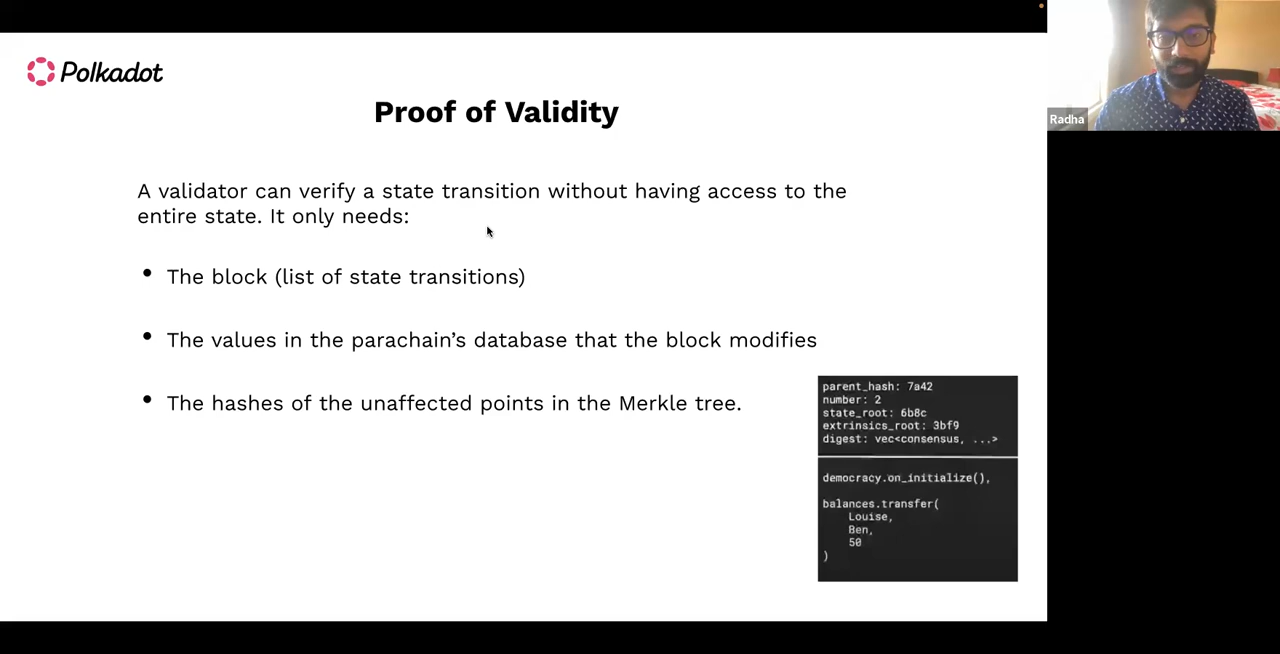 Polkadot
Proof of Validity
A validator can verify a state transition without having access to the
entire state. It only needs:
• The block (list of state transitions)
• The values in the parachain’s database that the block modifies
• The hashes of the unaffected points in the Merkle tree.
parent_hash: 7a42
number: 2
state_root: 6b8c
extrinsics_root: 3bf9
digest: vec<consensus, ...>
democracy.on_initialize(),
balances.transfer(
Louise,
Ben,
50
)
Radha